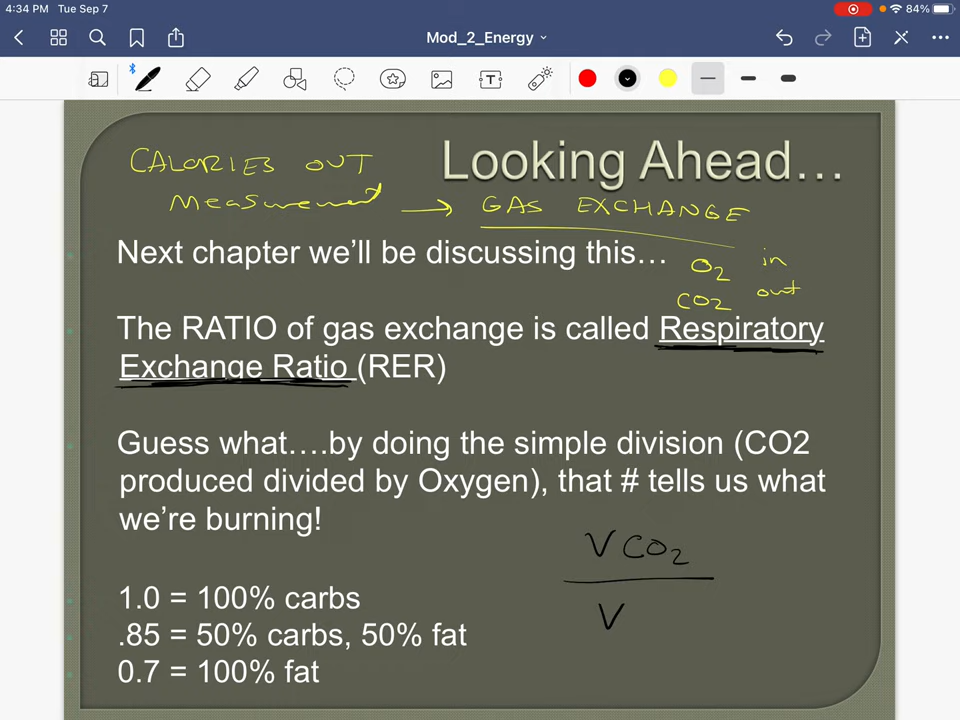 4:34 PM Tue Sep 7
84%
Mod_2_Energy
T
CALORIES OUT
Looking Ahead…
Measurement → GAS EXCHANGE
Next chapter we'll be discussing this…
O2 in
CO2 out
The RATIO of gas exchange is called Respiratory
Exchange Ratio (RER)
Guess what….by doing the simple division (CO2
produced divided by Oxygen), that # tells us what
we're burning!
VCO2
V
1.0 = 100% carbs
.85 = 50% carbs, 50% fat
0.7 = 100% fat